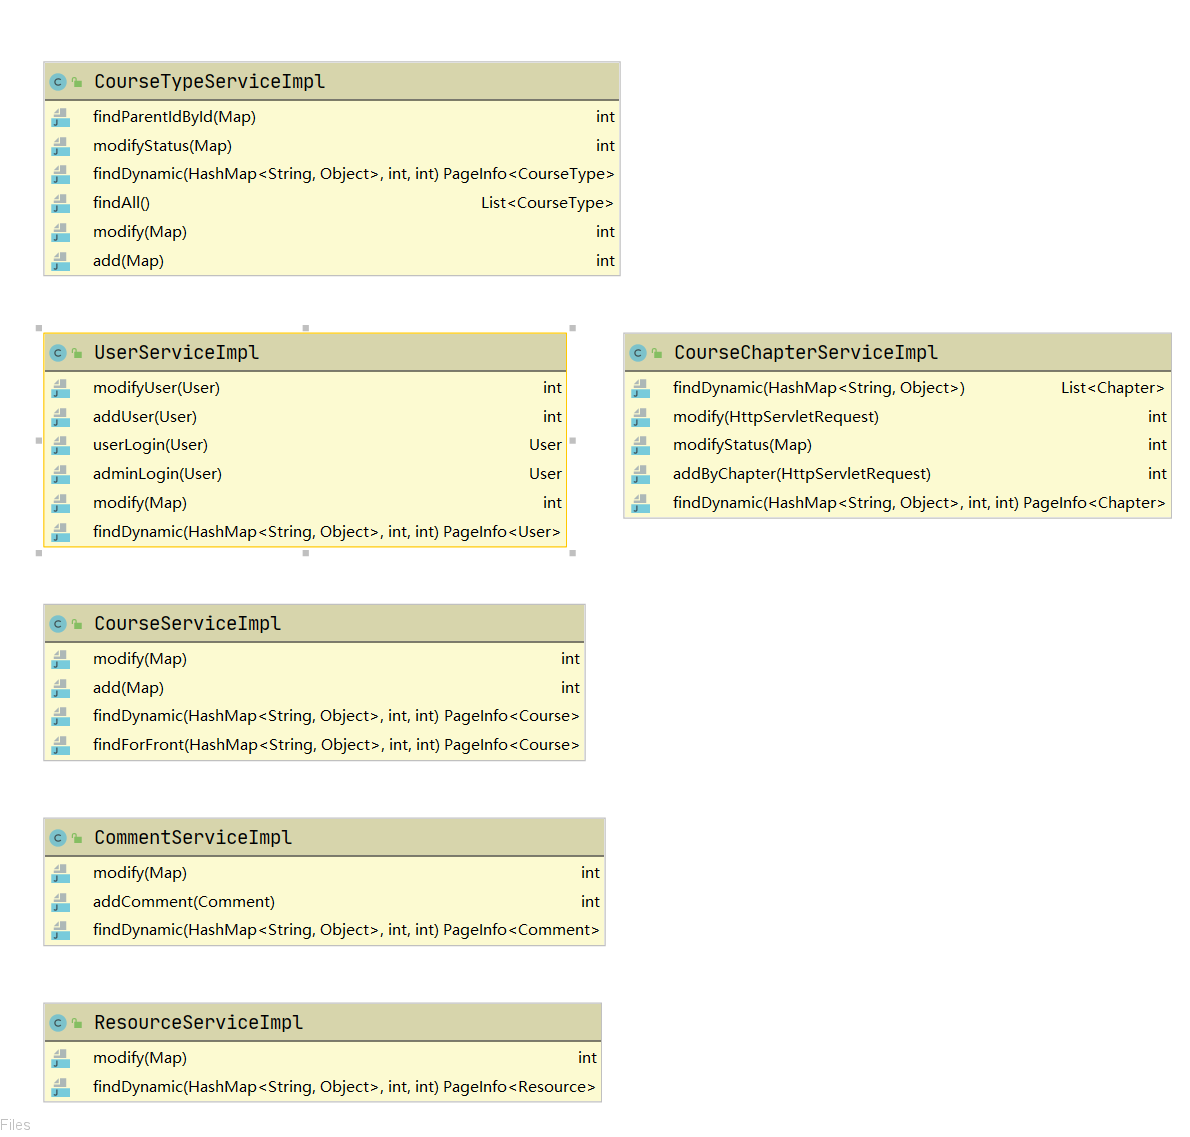 CourseTypeServiceImpl
findParentIdById(Map) int
modifyStatus(Map) int
findDynamic(HashMap<String, Object>, int, int) PageInfo<CourseType>
findAll() List<CourseType>
modify(Map) int
add(Map) int
UserServiceImpl
modifyUser(User) int
addUser(User) int
userLogin(User) User
adminLogin(User) User
modify(Map) int
findDynamic(HashMap<String, Object>, int, int) PageInfo<User>
CourseChapterServiceImpl
findDynamic(HashMap<String, Object>) List<Chapter>
modify(HttpServletRequest) int
modifyStatus(Map) int
addByChapter(HttpServletRequest) int
findDynamic(HashMap<String, Object>, int, int) PageInfo<Chapter>
CourseServiceImpl
modify(Map) int
add(Map) int
findDynamic(HashMap<String, Object>, int, int) PageInfo<Course>
findForFront(HashMap<String, Object>, int, int) PageInfo<Course>
CommentServiceImpl
modify(Map) int
addComment(Comment) int
findDynamic(HashMap<String, Object>, int, int) PageInfo<Comment>
ResourceServiceImpl
modify(Map) int
findDynamic(HashMap<String, Object>, int, int) PageInfo<Resource>
Files